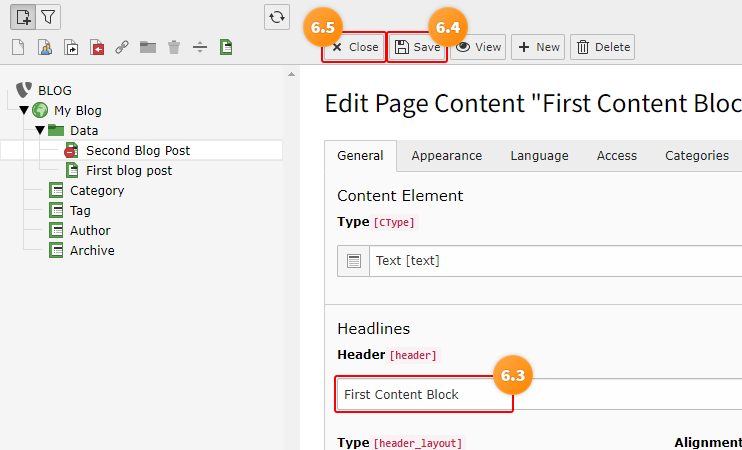 6.5
6.4
Close
Save
View
New
Delete
BLOG
My Blog
Data
Second Blog Post
First blog post
Category
Tag
Author
Archive
Edit Page Content "First Content Bloc
General
Appearance
Language
Access
Categories
Content Element
Type [CType]
Text [text]
Headlines
Header [header]
6.3
First Content Block
Type [header_layout]
Alignment